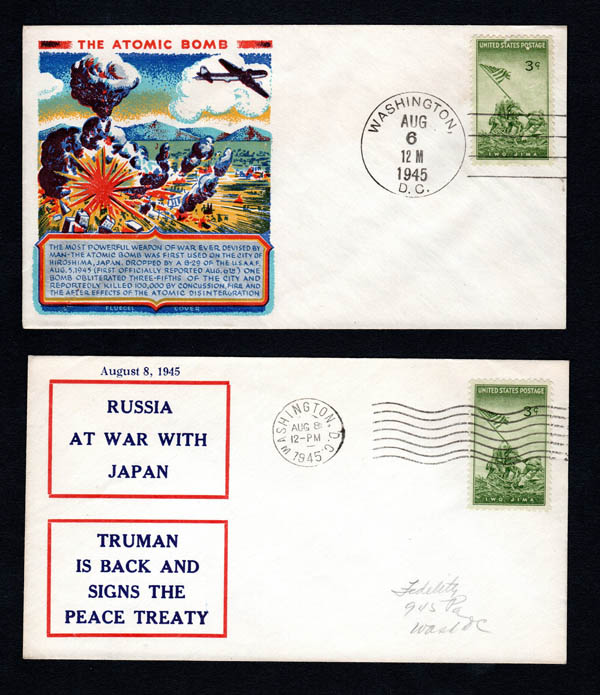 THE ATOMIC BOMB
UNITED STATES POSTAGE
3¢
IWO JIMA
WASHINGTON,
AUG
6
12 M
1945
D.C.
THE MOST POWERFUL WEAPON OF WAR EVER DEVISED BY
MAN-THE ATOMIC BOMB WAS FIRST USED ON THE CITY OF
HIROSHIMA, JAPAN. DROPPED BY A B-29 OF THE U.S.A.A.F.
AUG. 5, 1945 (FIRST OFFICIALLY REPORTED AUG. 6th) ONE
BOMB OBLITERATED THREE-FIFTHS OF THE CITY AND
REPORTEDLY KILLED 100,000 BY CONCUSSION, FIRE AND
THE AFTER EFFECTS OF THE ATOMIC DISINTERGRATION
FLUEGEL COVER
August 8, 1945
RUSSIA
AT WAR WITH
JAPAN
WASHINGTON, D.C.
AUG 8
12-PM
1945
UNITED STATES POSTAGE
3¢
IWO JIMA
TRUMAN
IS BACK AND
SIGNS THE
PEACE TREATY
Fidelity
945 Pa
Wash DC